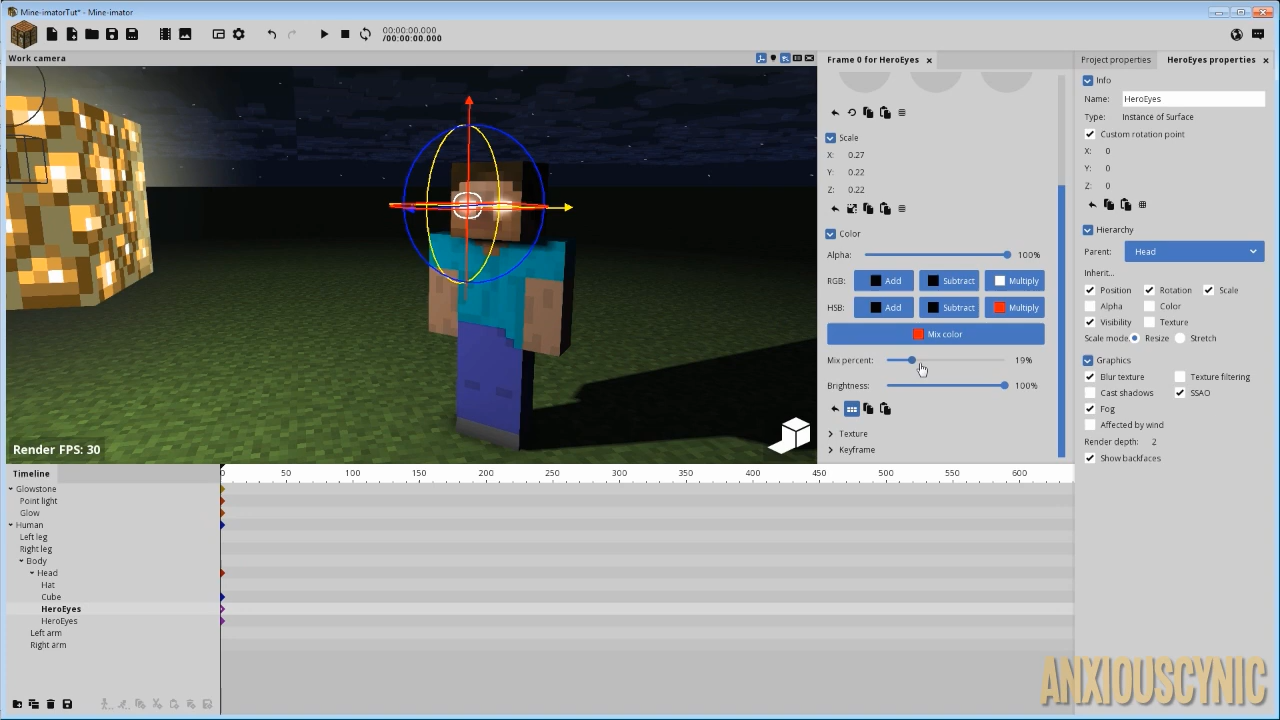 Mine-imatorTut* - Mine-imator
00:00:00.000
/00:00:00.000
Work camera
Render FPS: 30
Frame 0 for HeroEyes
Scale
X: 0.27
Y: 0.22
Z: 0.22
Color
Alpha: 100%
RGB: Add Subtract Multiply
HSB: Add Subtract Multiply
Mix color
Mix percent: 19%
Brightness: 100%
Texture
Keyframe
Project properties HeroEyes properties
Info
Name: HeroEyes
Type: Instance of Surface
Custom rotation point
X: 0
Y: 0
Z: 0
Hierarchy
Parent: Head
Inherit...
Position Rotation Scale
Alpha Color
Visibility Texture
Scale mode: Resize Stretch
Graphics
Blur texture Texture filtering
Cast shadows SSAO
Fog
Affected by wind
Render depth: 2
Show backfaces
Timeline
0 50 100 150 200 250 300 350 400 450 500 550 600
Glowstone
Point light
Glow
Human
Left leg
Right leg
Body
Head
Hat
Cube
HeroEyes
HeroEyes
Left arm
Right arm
ANXIOUSCYNIC